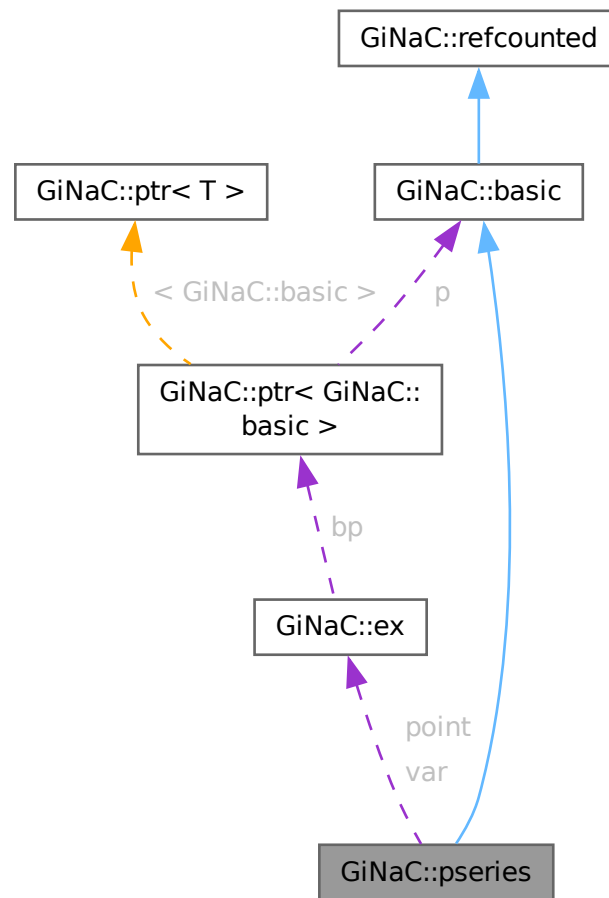 GiNaC::refcounted
GiNaC::ptr< T >
GiNaC::basic
< GiNaC::basic >
p
GiNaC::ptr< GiNaC::
basic >
bp
GiNaC::ex
point
var
GiNaC::pseries